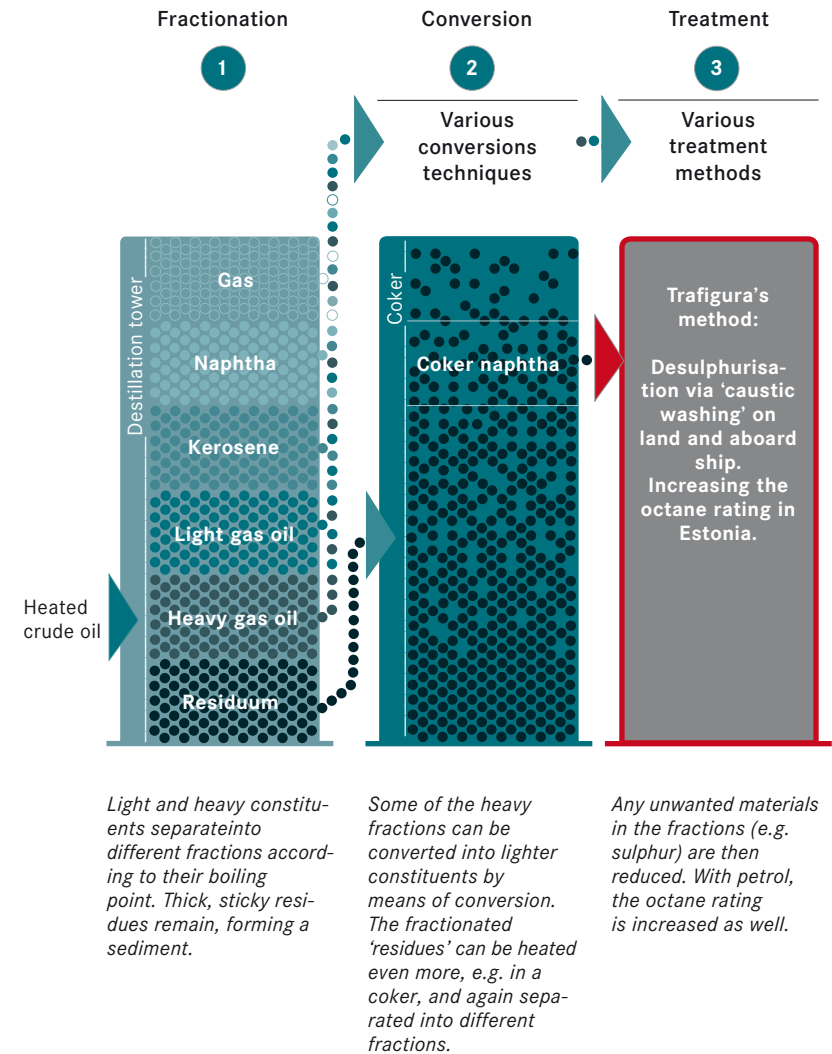 Fractionation
1
Conversion
2
Treatment
3
Various
conversions
techniques
Various
treatment
methods
Destillation tower
Gas
Naphtha
Kerosene
Light gas oil
Heavy gas oil
Residuum
Heated
crude oil
Coker
Coker naphtha
Trafigura’s
method:
Desulphurisa-
tion via ‘caustic
washing’ on
land and aboard
ship.
Increasing the
octane rating in
Estonia.
Light and heavy constitu-
ents separateinto
different fractions accord-
ing to their boiling
point. Thick, sticky resi-
dues remain, forming a
sediment.
Some of the heavy
fractions can be
converted into lighter
constituents by
means of conversion.
The fractionated
‘residues’ can be heated
even more, e.g. in a
coker, and again sepa-
rated into different
fractions.
Any unwanted materials
in the fractions (e.g.
sulphur) are then
reduced. With petrol,
the octane rating
is increased as well.